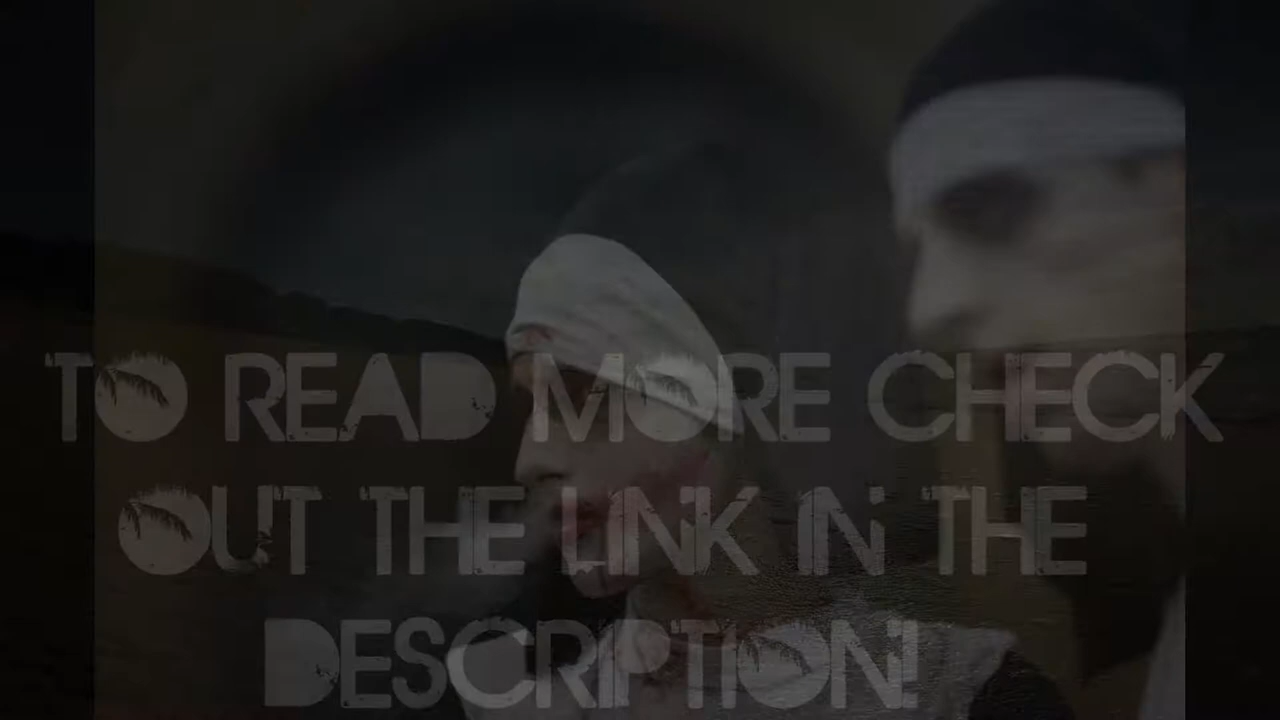 TO READ MORE CHECK
OUT THE LINK IN THE
DESCRIPTION!